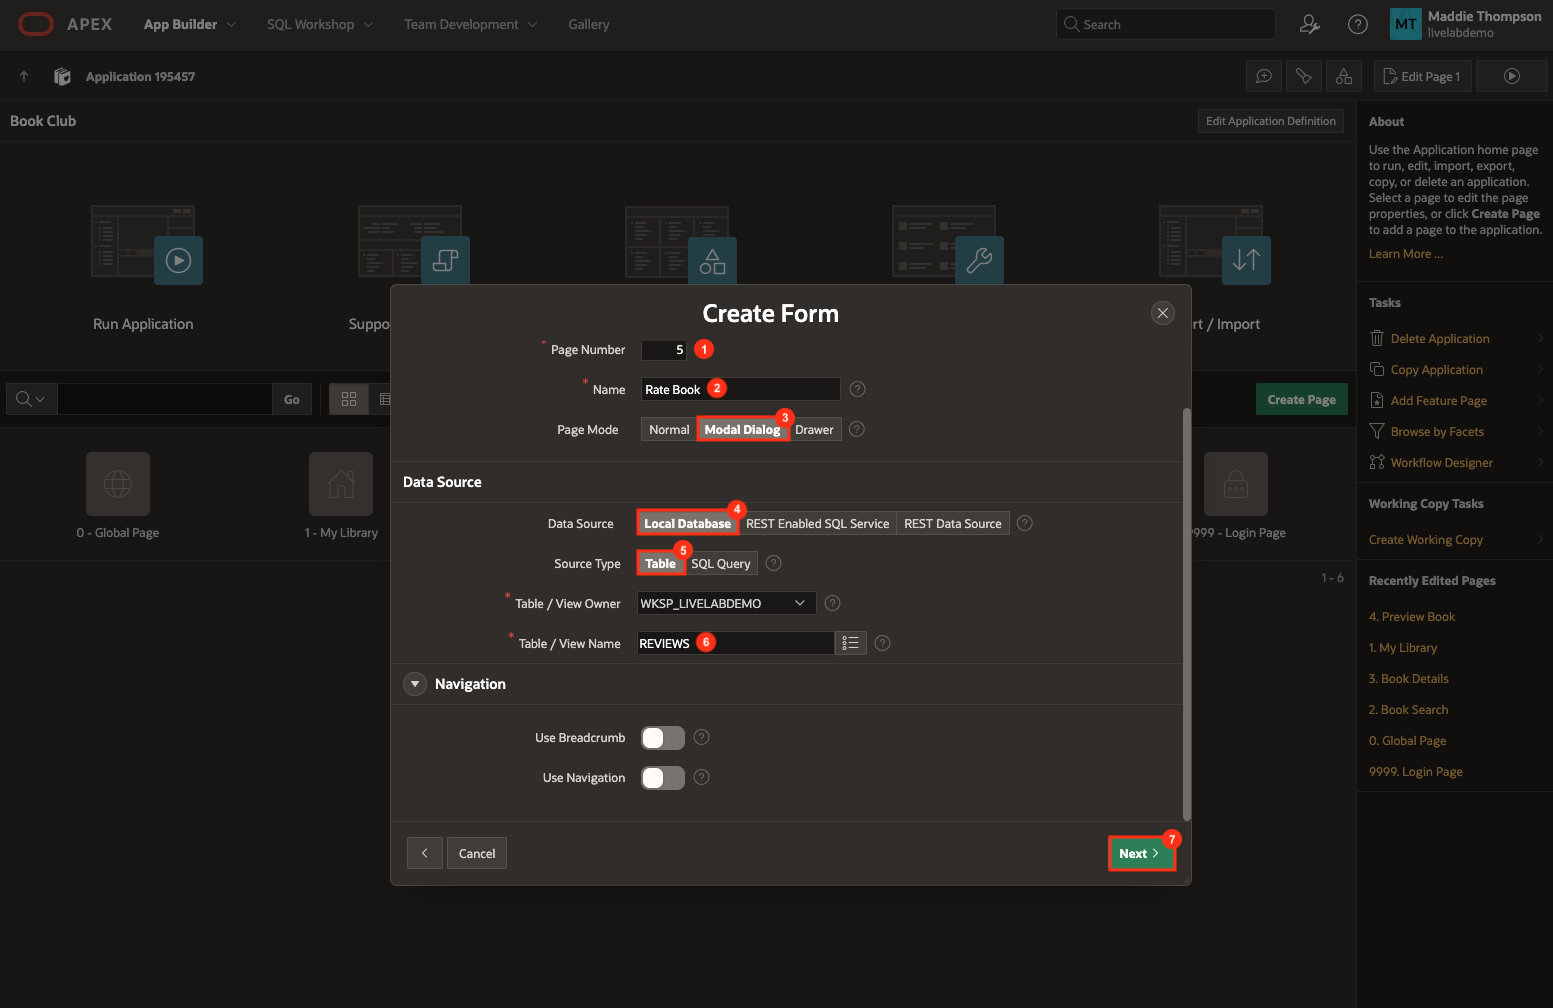 APEX
App Builder
SQL Workshop
Team Development
Gallery
Search
MT
Maddie Thompson
livelabdemo
Application 195457
Edit Page 1
Book Club
Edit Application Definition
Run Application
Suppo
rt / Import
Go
Create Page
0 - Global Page
1 - My Library
9999 - Login Page
1 - 6
Create Form
* Page Number 5 1
* Name Rate Book 2
Page Mode Normal Modal Dialog Drawer 3
Data Source
Data Source Local Database REST Enabled SQL Service REST Data Source 4
Source Type Table SQL Query 5
* Table / View Owner WKSP_LIVELABDEMO
* Table / View Name REVIEWS 6
Navigation
Use Breadcrumb
Use Navigation
Cancel
Next 7
About
Use the Application home page
to run, edit, import, export,
copy, or delete an application.
Select a page to edit the page
properties, or click Create Page
to add a page to the application.
Learn More ...
Tasks
Delete Application
Copy Application
Add Feature Page
Browse by Facets
Workflow Designer
Working Copy Tasks
Create Working Copy
Recently Edited Pages
4. Preview Book
1. My Library
3. Book Details
2. Book Search
0. Global Page
9999. Login Page